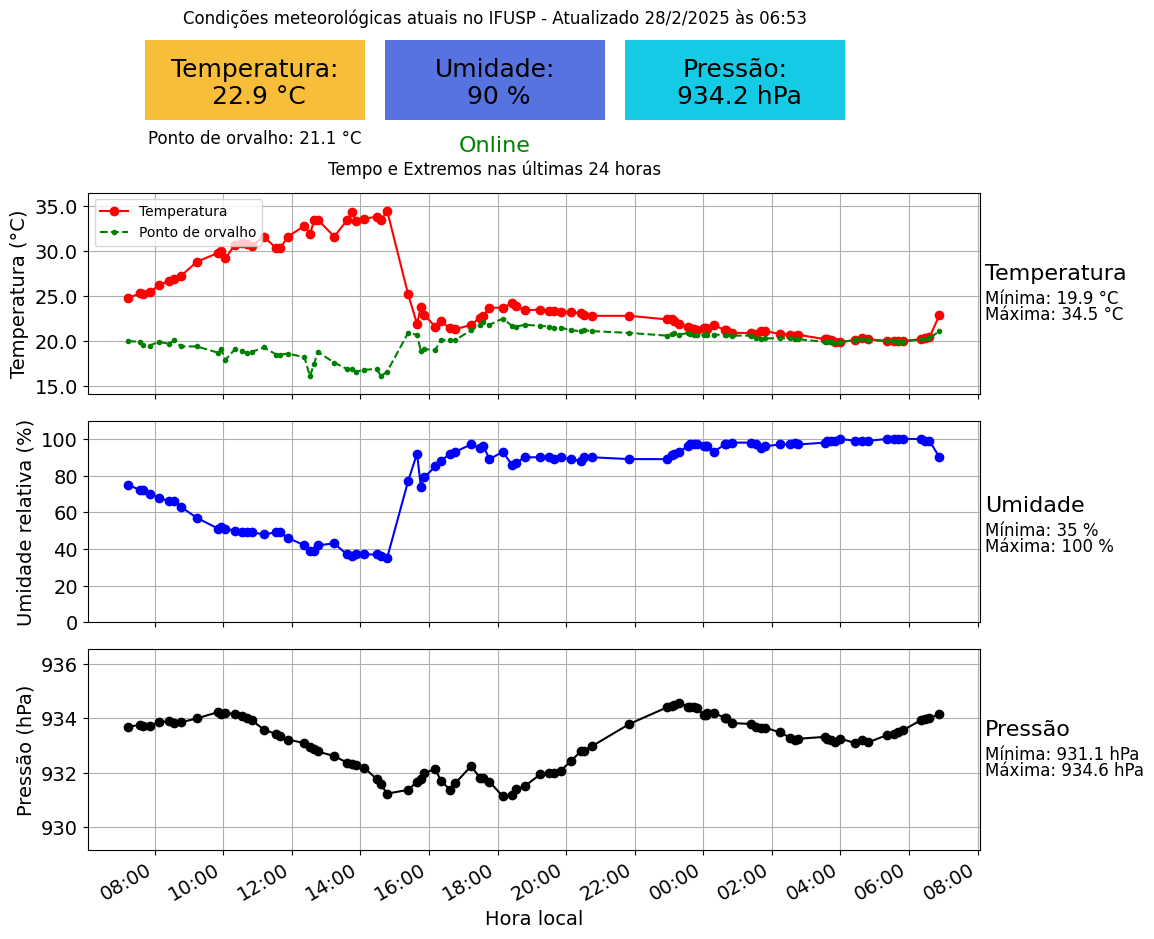 Condições meteorológicas atuais no IFUSP - Atualizado 28/2/2025 às 06:53
Temperatura:
22.9 °C
Umidade:
90 %
Pressão:
934.2 hPa
Ponto de orvalho: 21.1 °C
Online
Tempo e Extremos nas últimas 24 horas
Temperatura (°C)
35.0
30.0
25.0
20.0
15.0
Temperatura
Ponto de orvalho
Temperatura
Mínima: 19.9 °C
Máxima: 34.5 °C
Umidade relativa (%)
100
80
60
40
20
0
Umidade
Mínima: 35 %
Máxima: 100 %
Pressão (hPa)
936
934
932
930
Pressão
Mínima: 931.1 hPa
Máxima: 934.6 hPa
08:00
10:00
12:00
14:00
16:00
18:00
20:00
22:00
00:00
02:00
04:00
06:00
08:00
Hora local